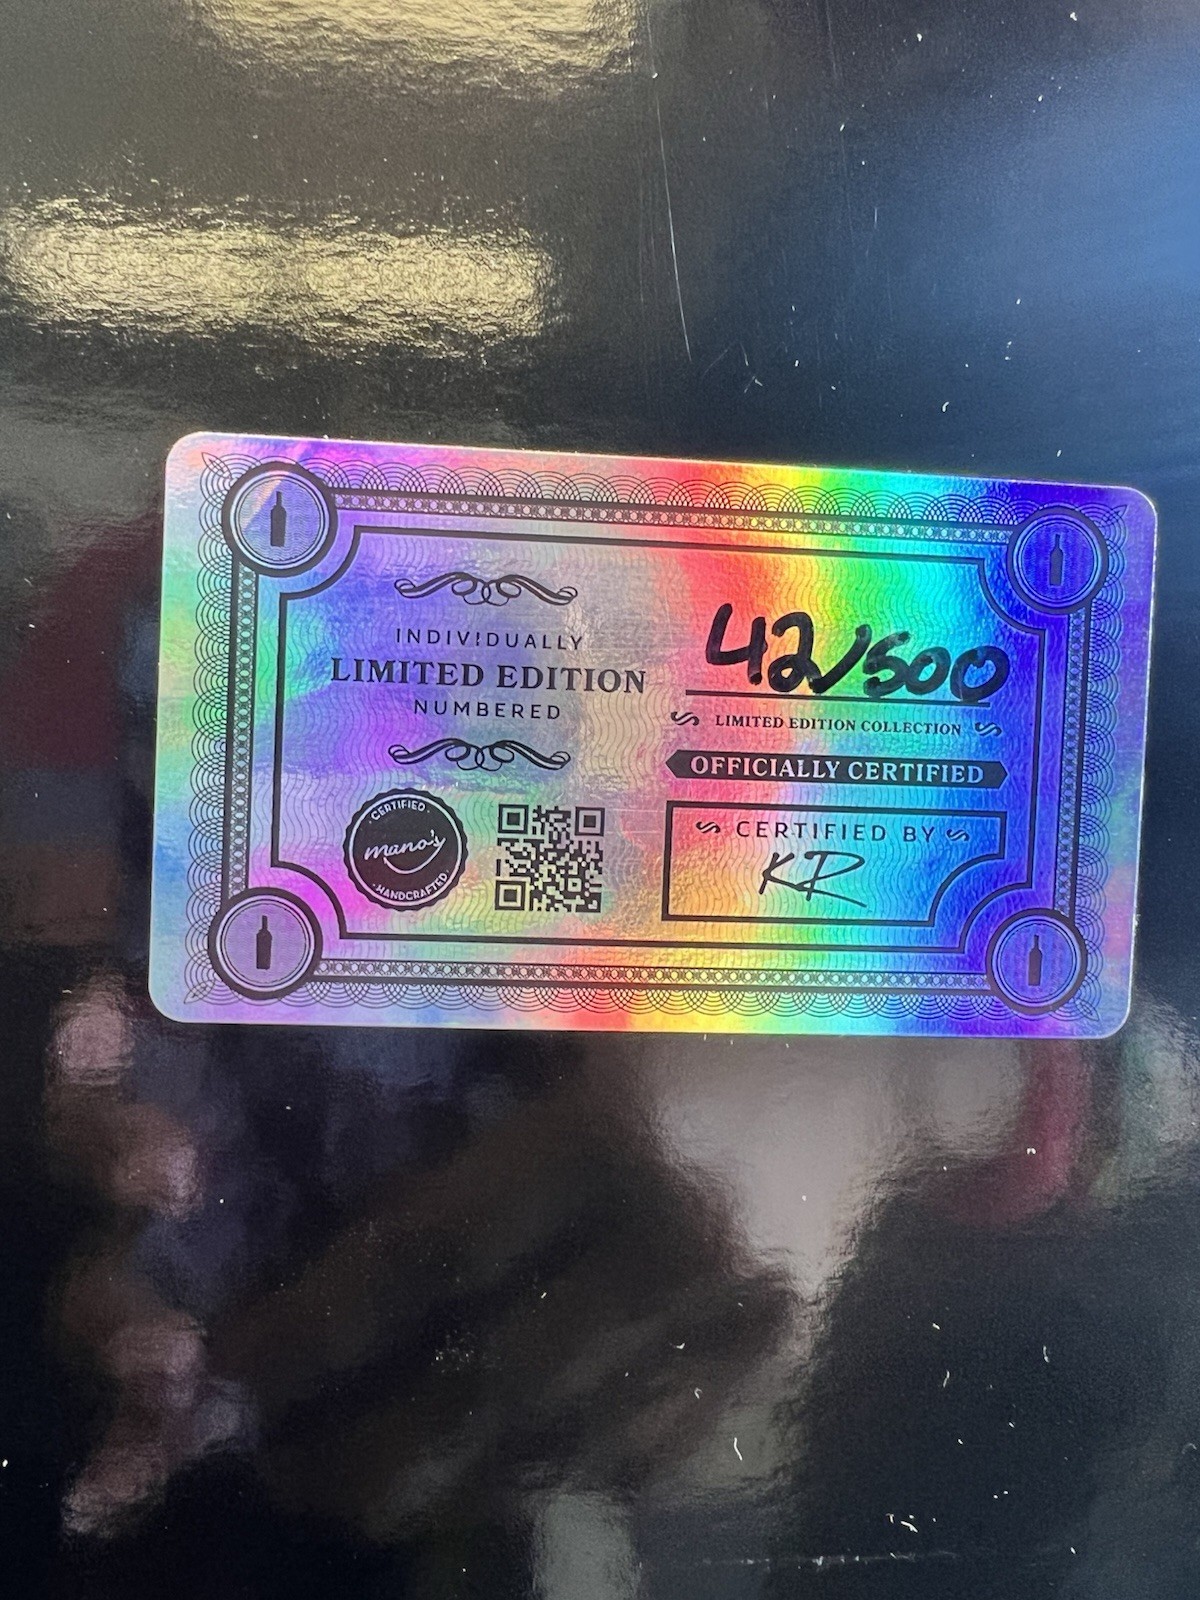 INDIVIDUALLY
LIMITED EDITION
NUMBERED
42/500
LIMITED EDITION COLLECTION
OFFICIALLY CERTIFIED
CERTIFIED BY
KR
CERTIFIED
mano's
HANDCRAFTED